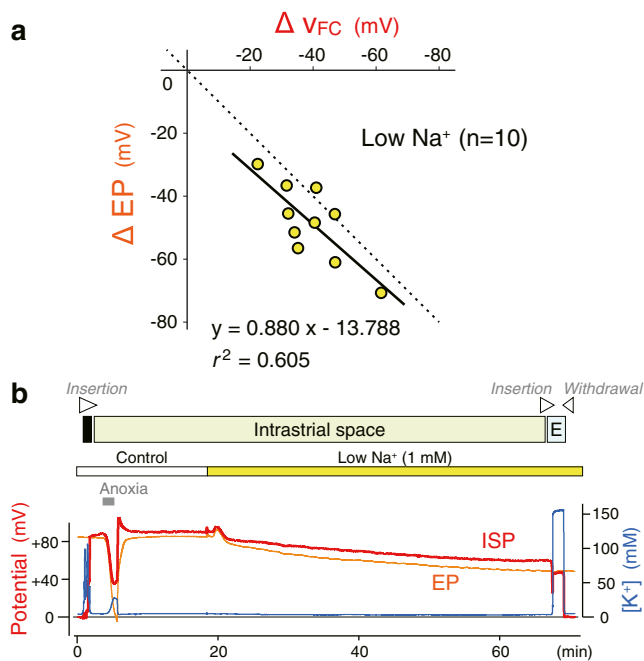 a
Δ vFC (mV)
-20 -40 -60 -80
0
-20
-40
-60
-80
Δ EP (mV)
Low Na⁺ (n=10)
y = 0.880 x - 13.788
r² = 0.605
b
Insertion Insertion Withdrawal
Intrastrial space E
Control Low Na⁺ (1 mM)
Anoxia
Potential (mV)
+80
+40
0
ISP
EP
150
100
50
0
[K⁺] (mM)
0 20 40 60 (min)